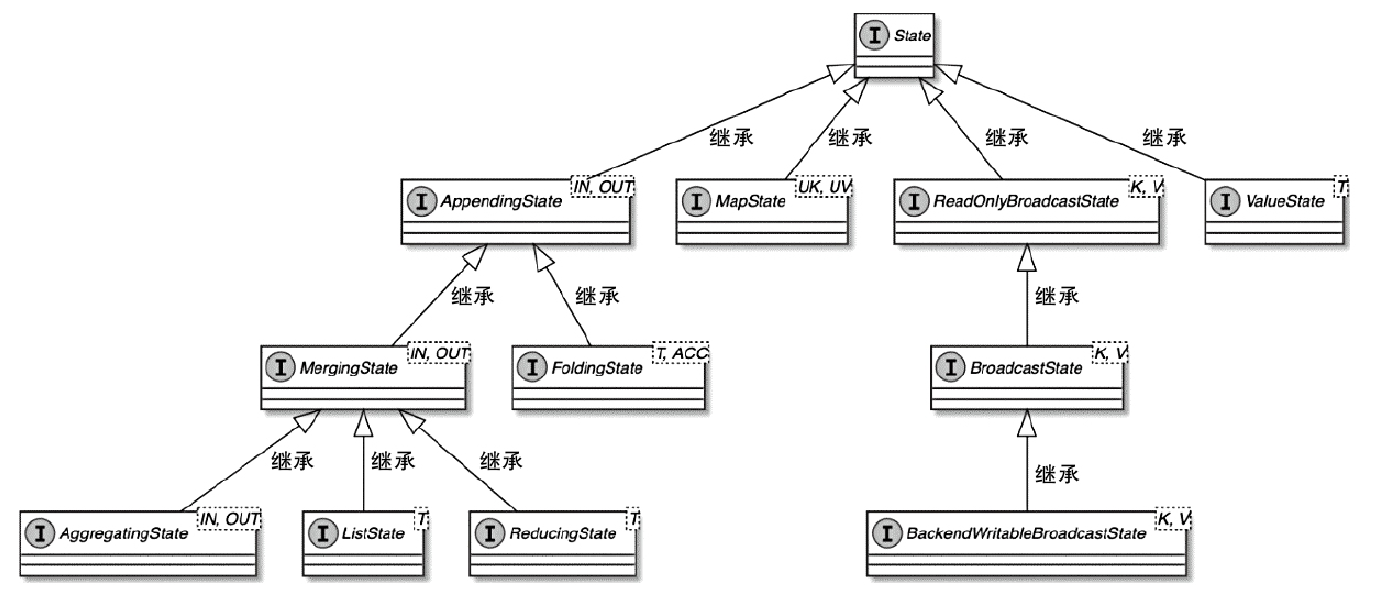 I State
继承 继承 继承 继承
I AppendingState IN, OUT
I MapState UK, UV
I ReadOnlyBroadcastState K, V
I ValueState T
继承 继承 继承
I MergingState IN, OUT
I FoldingState T, ACC
I BroadcastState K, V
继承 继承 继承 继承
I AggregatingState IN, OUT
I ListState T
I ReducingState T
I BackendWritableBroadcastState K, V